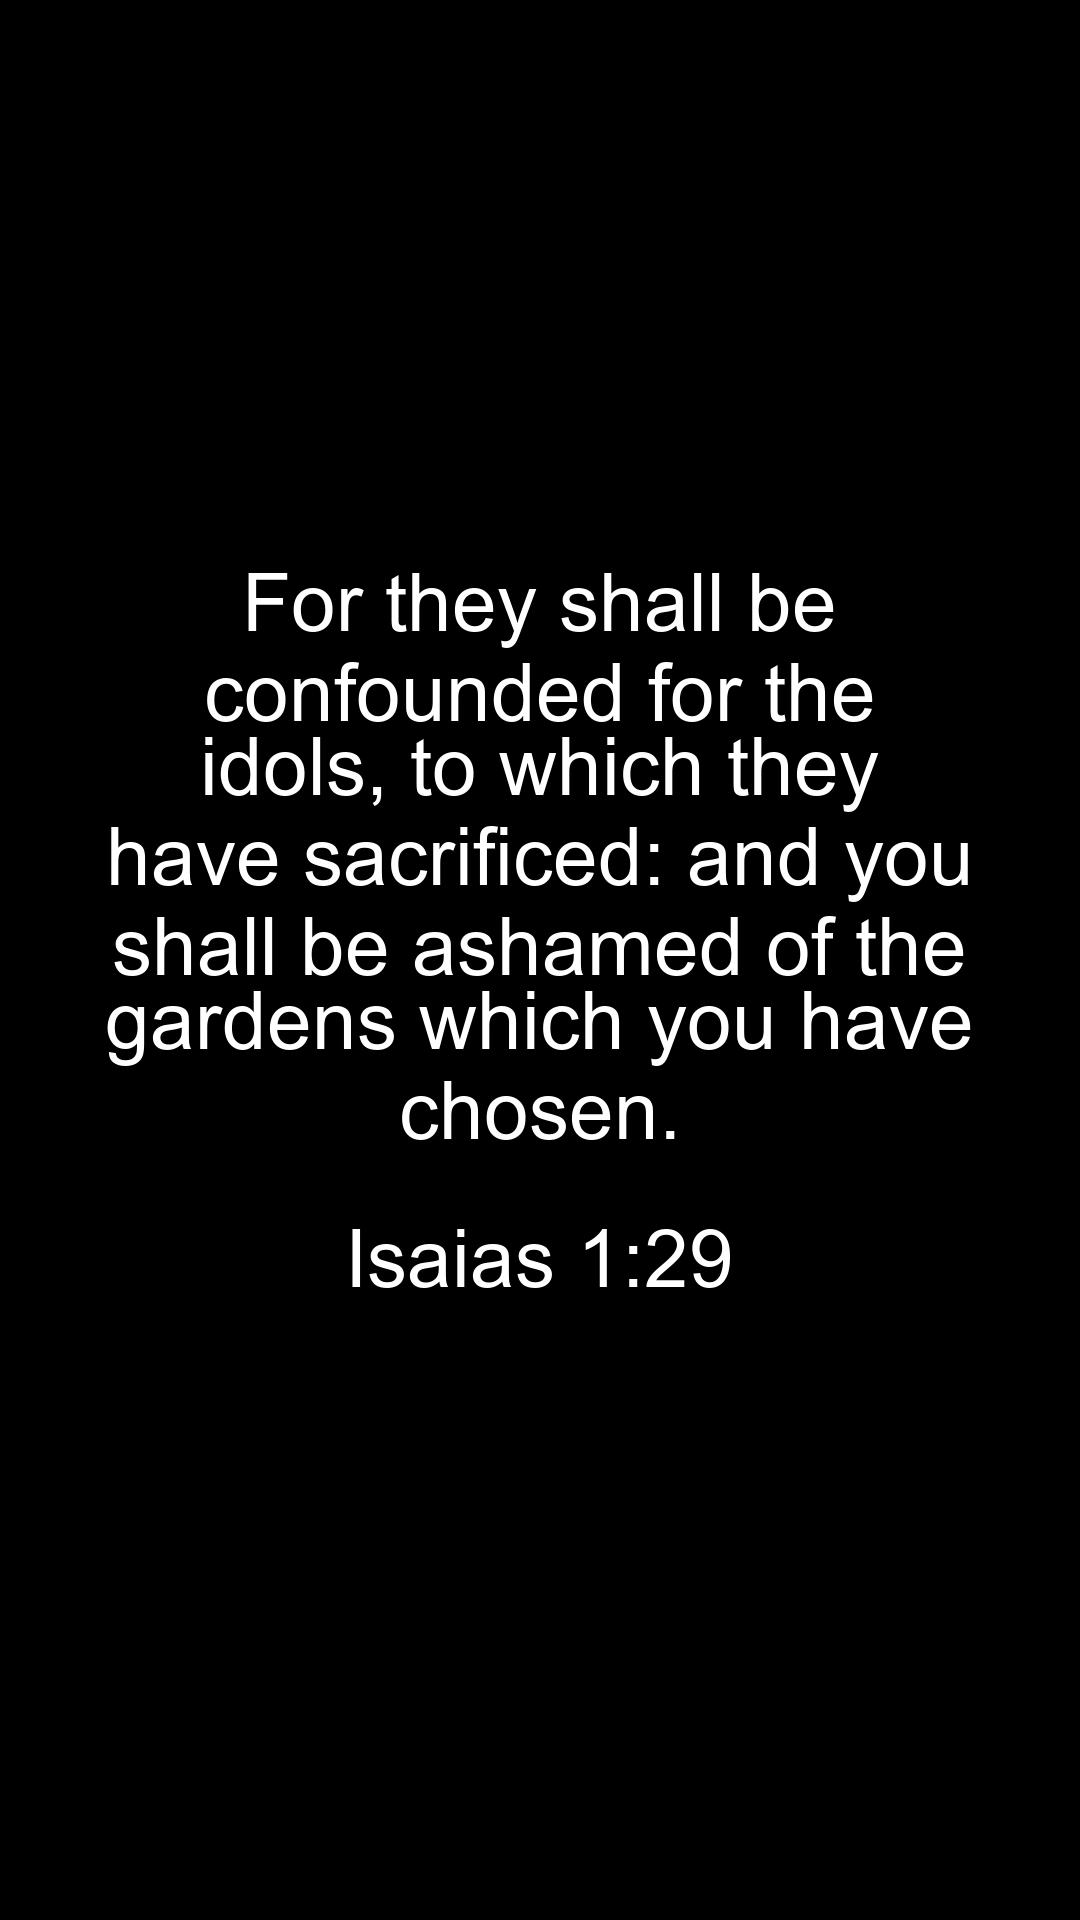 For they shall be
confounded for the
idols, to which they
have sacrificed: and you
shall be ashamed of the
gardens which you have
chosen.
Isaias 1:29